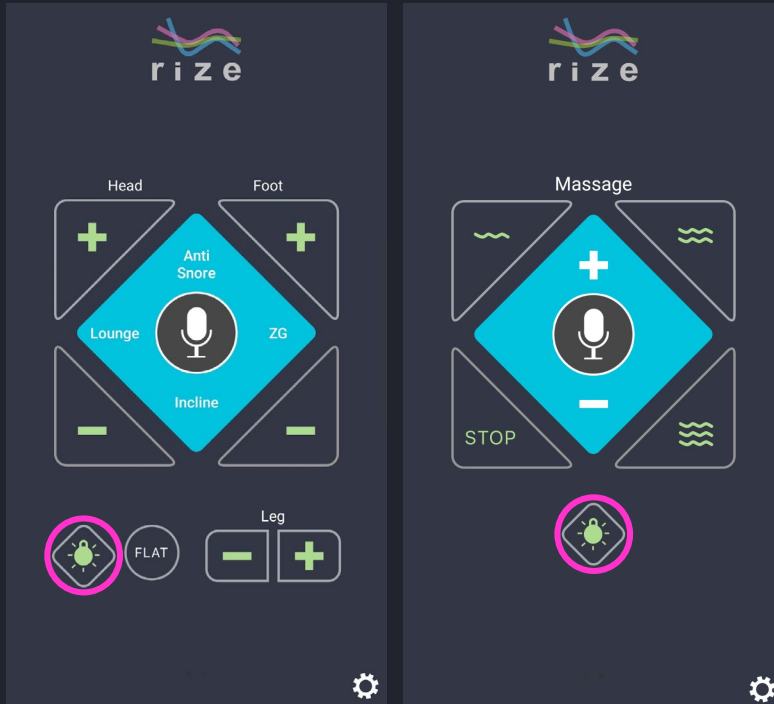 rize
Head
Foot
Anti
Snore
Lounge
ZG
Incline
FLAT
Leg
rize
Massage
STOP